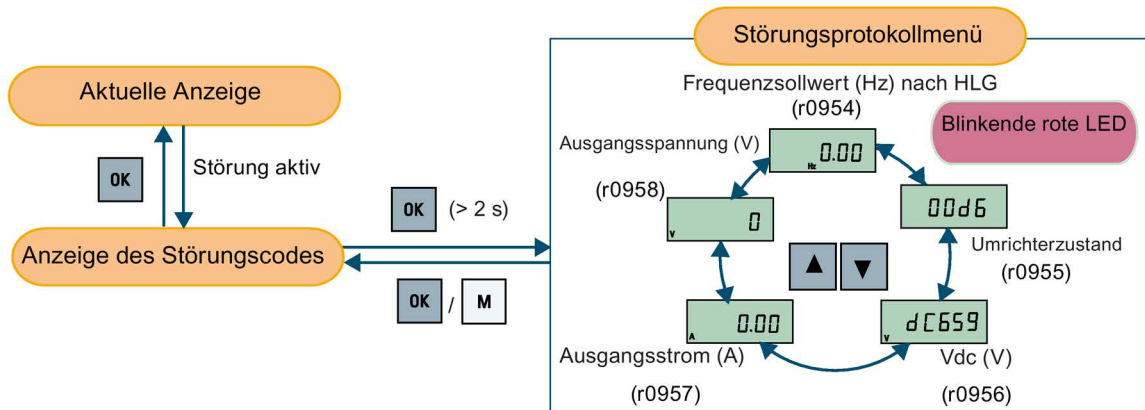 Störungsprotokollmenü
Aktuelle Anzeige
Frequenzsollwert (Hz) nach HLG
(r0954)
Blinkende rote LED
Ausgangsspannung (V)
Hz 0.00
OK
Störung aktiv
(r0958)
OK (> 2 s)
00d6
V 0
Anzeige des Störungscodes
Umrichterzustand
(r0955)
▲ ▼
OK / M
A 0.00
V dC659
Ausgangsstrom (A)
Vdc (V)
(r0957)
(r0956)